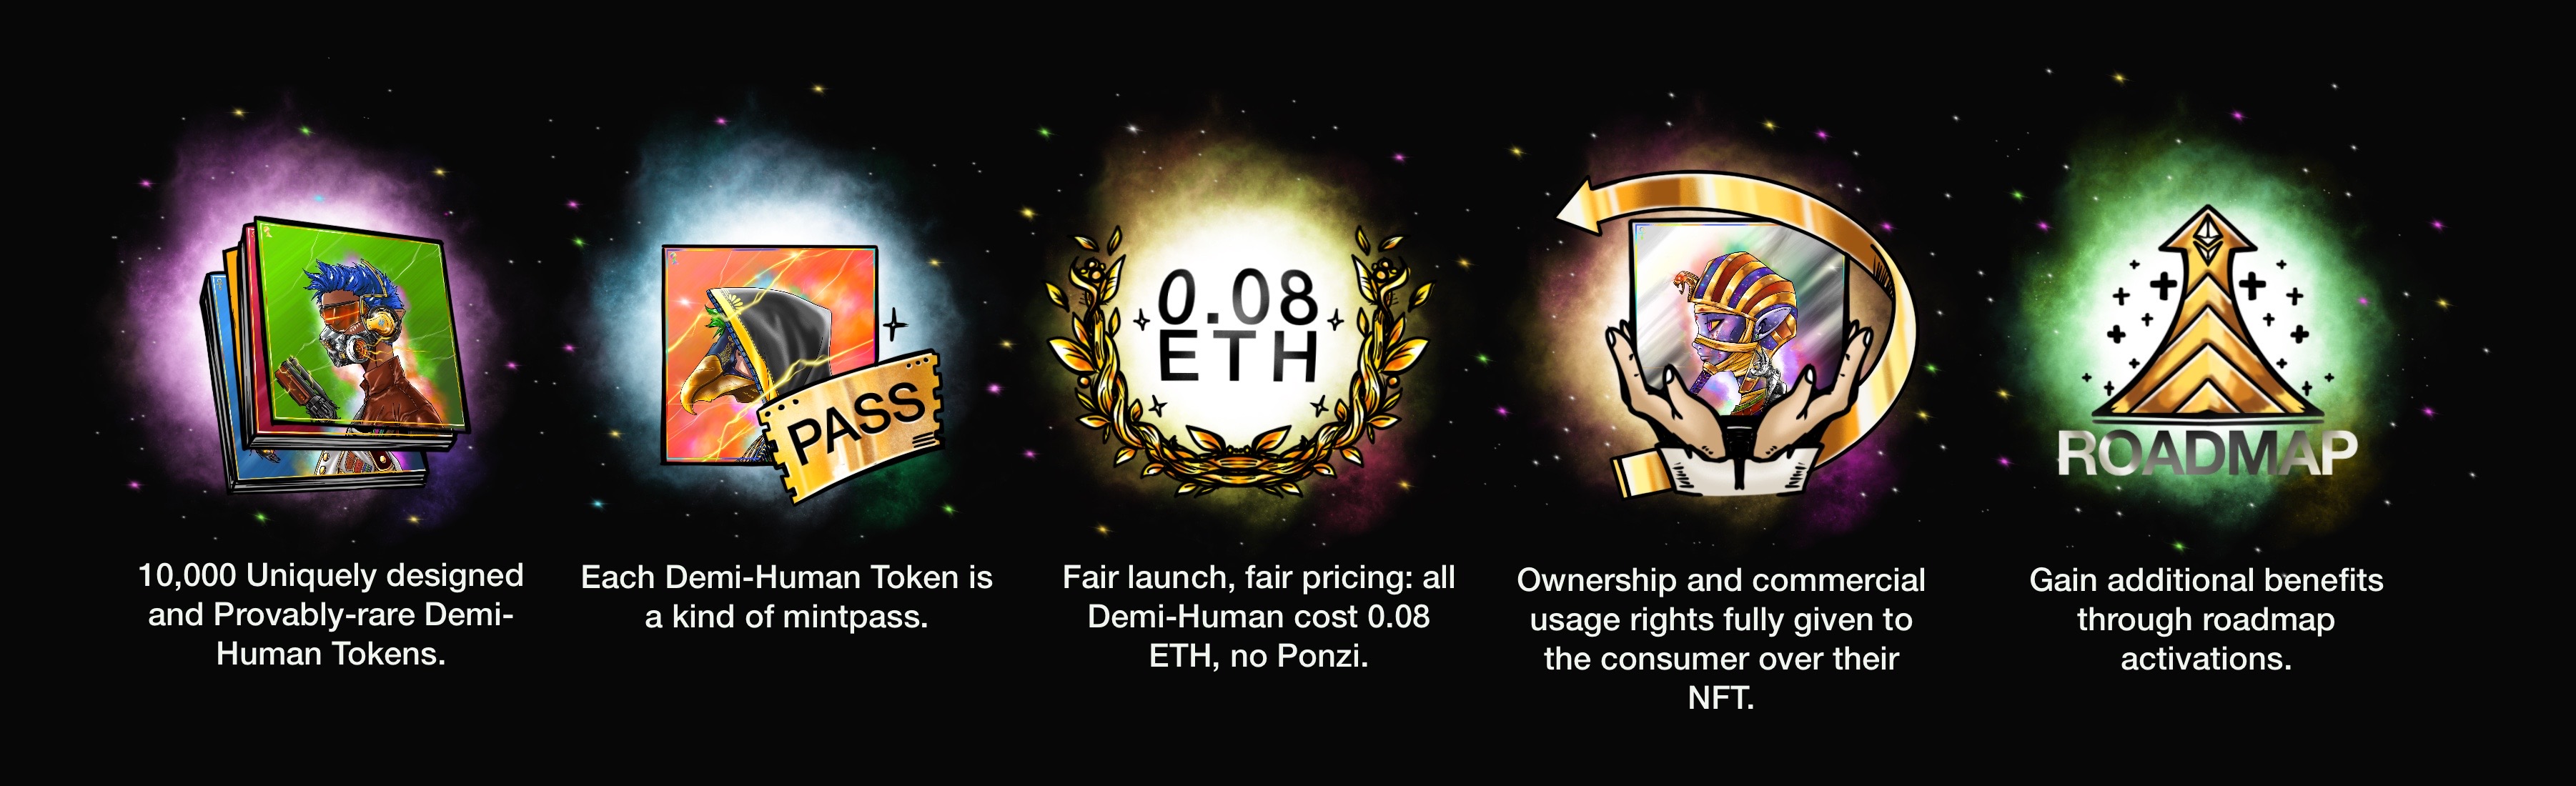 PASS
0.08
ETH
ROADMAP
10,000 Uniquely designed
and Provably-rare Demi-
Human Tokens.
Each Demi-Human Token is
a kind of mintpass.
Fair launch, fair pricing: all
Demi-Human cost 0.08
ETH, no Ponzi.
Ownership and commercial
usage rights fully given to
the consumer over their
NFT.
Gain additional benefits
through roadmap
activations.